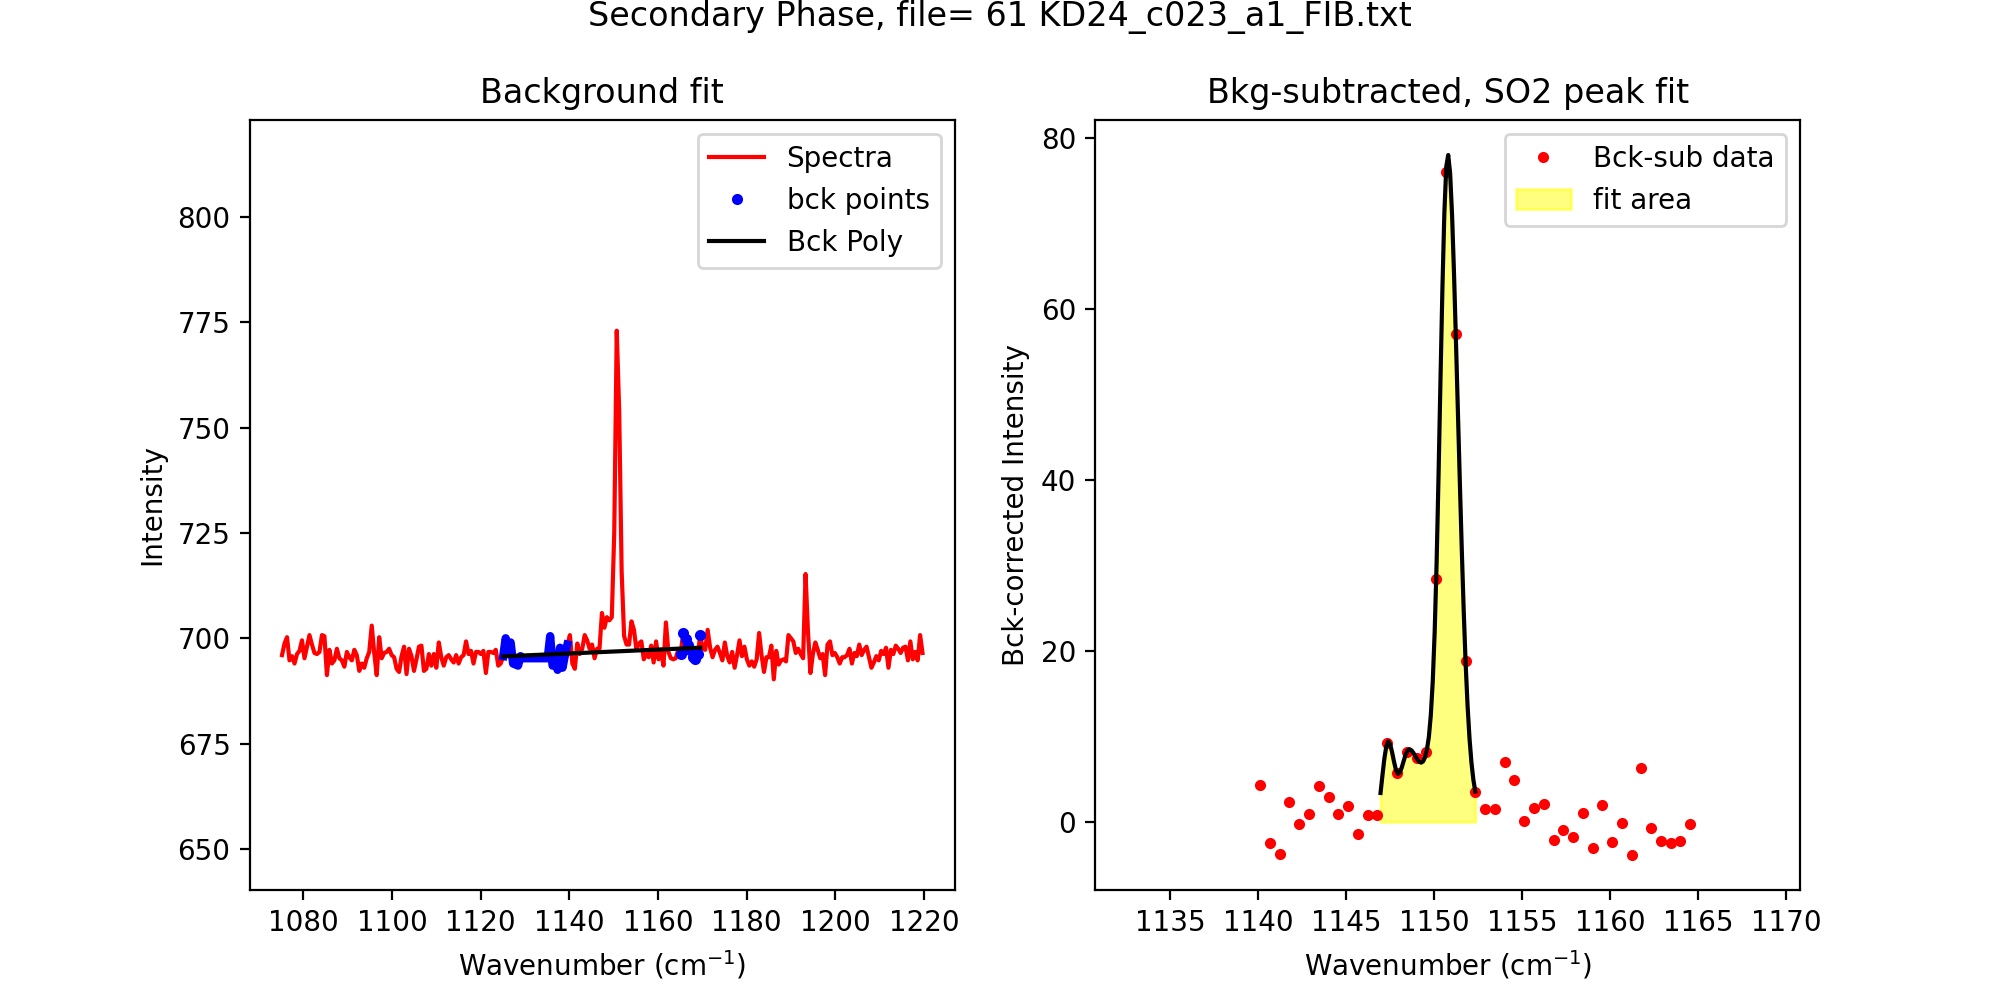 Secondary Phase, file= 61 KD24_c023_a1_FIB.txt
Background fit
Spectra
bck points
Bck Poly
800
775
750
725
700
675
650
Intensity
1080 1100 1120 1140 1160 1180 1200 1220
Wavenumber (cm⁻¹)
Bkg-subtracted, SO2 peak fit
Bck-sub data
fit area
80
60
40
20
0
Bck-corrected Intensity
1135 1140 1145 1150 1155 1160 1165 1170
Wavenumber (cm⁻¹)